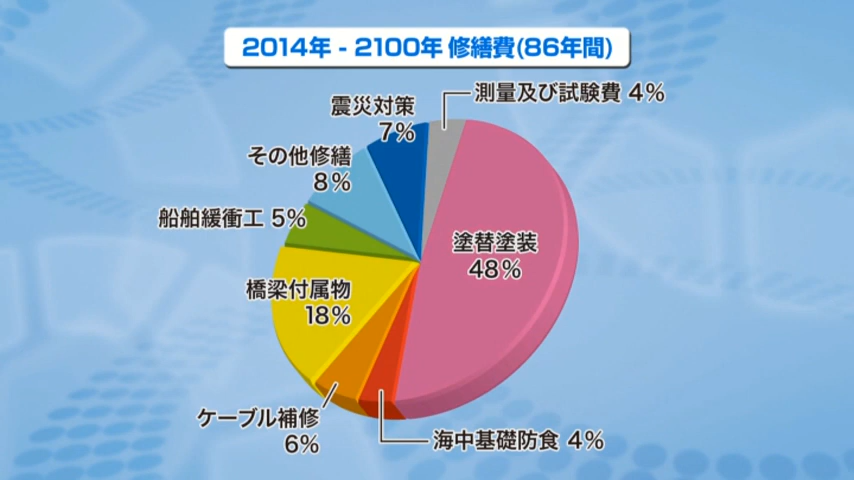 2014年 - 2100年 修繕費(86年間)
測量及び試験費 4%
震災対策
7%
その他修繕
8%
船舶緩衝工 5%
塗替塗装
48%
橋梁付属物
18%
ケーブル補修
6%
海中基礎防食 4%